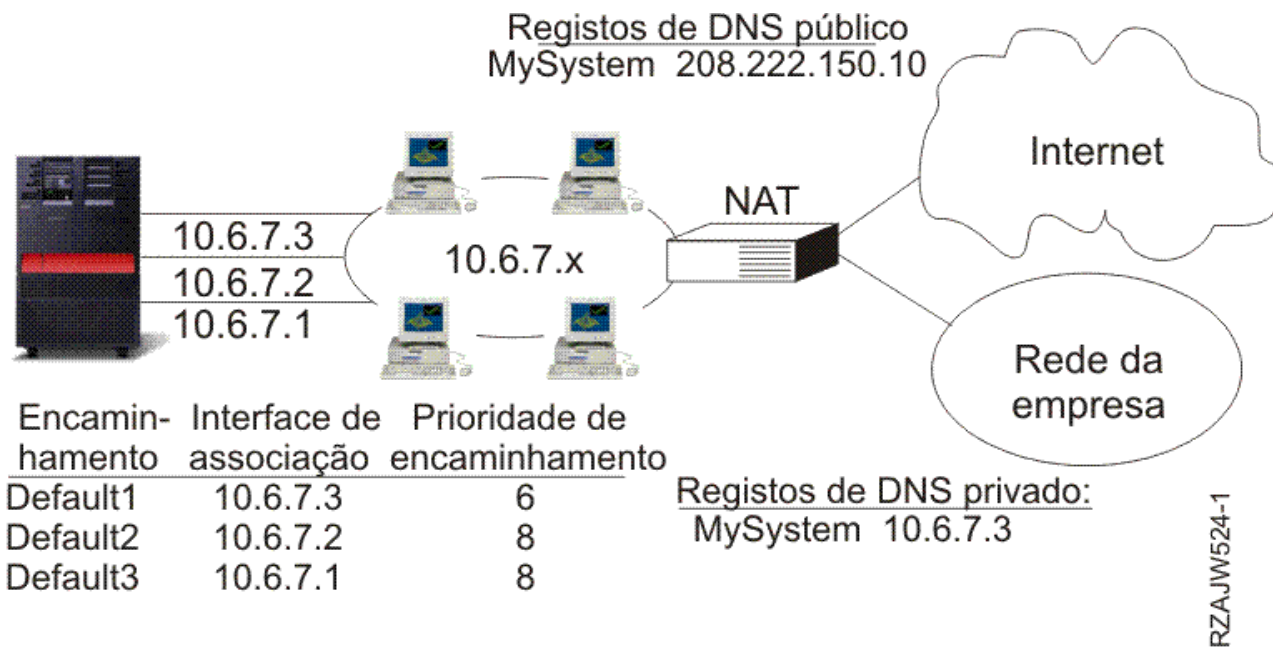 Registos de DNS público
MySystem 208.222.150.10
Internet
NAT
10.6.7.3
10.6.7.2
10.6.7.1
10.6.7.x
Rede da
empresa
Encamin- Interface de Prioridade de
hamento associação encaminhamento
Default1 10.6.7.3 6
Default2 10.6.7.2 8
Default3 10.6.7.1 8
Registos de DNS privado:
MySystem 10.6.7.3
RZAJW524-1